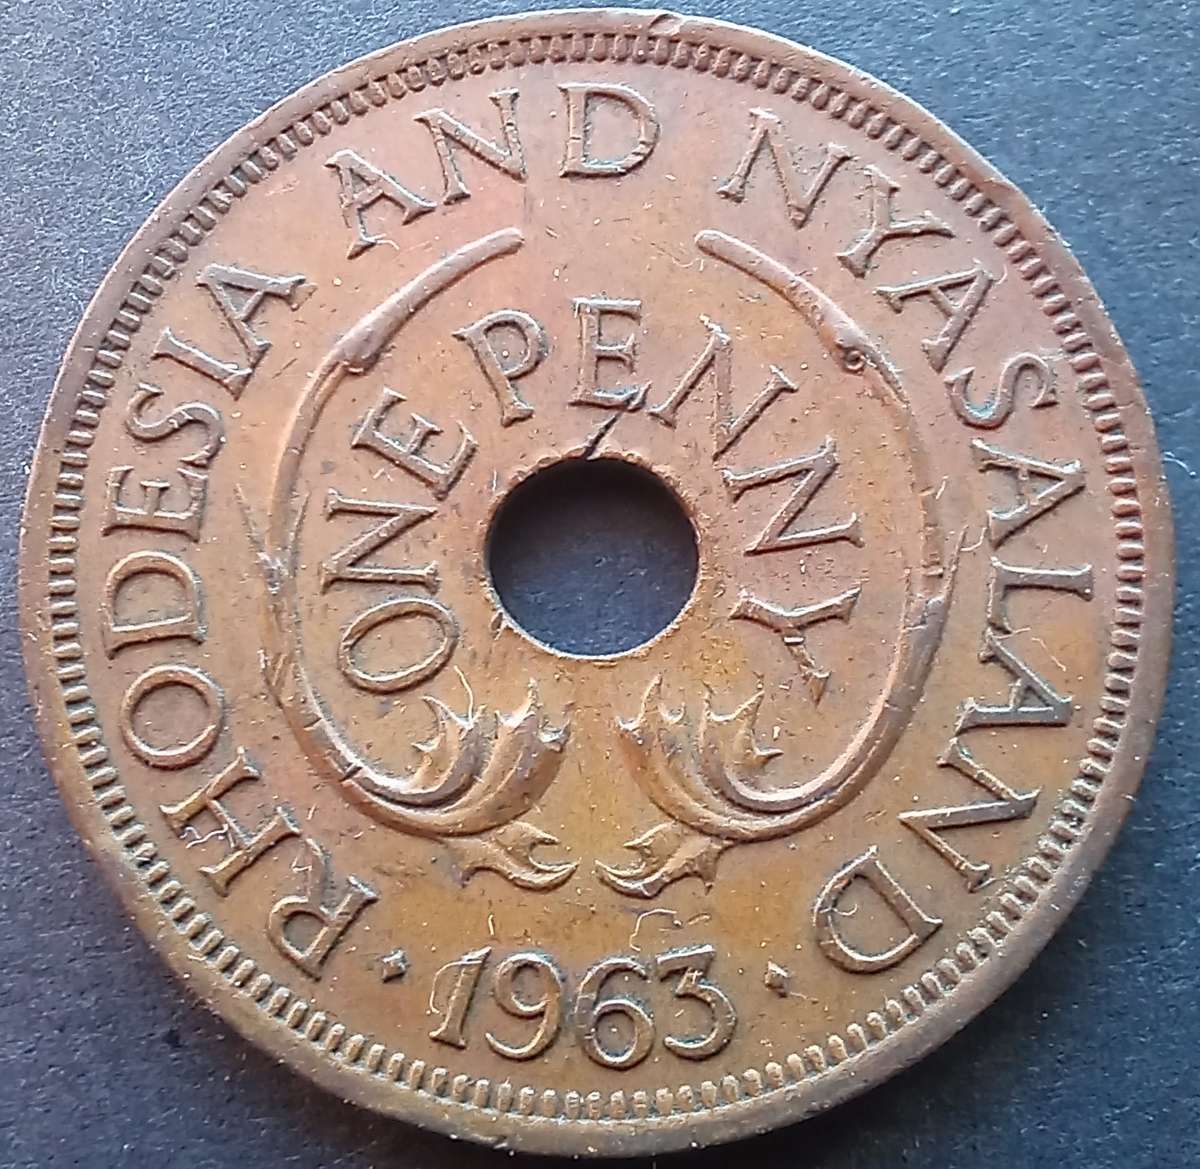 RHODESIA AND NYASALAND
ONE PENNY
· 1963 ·